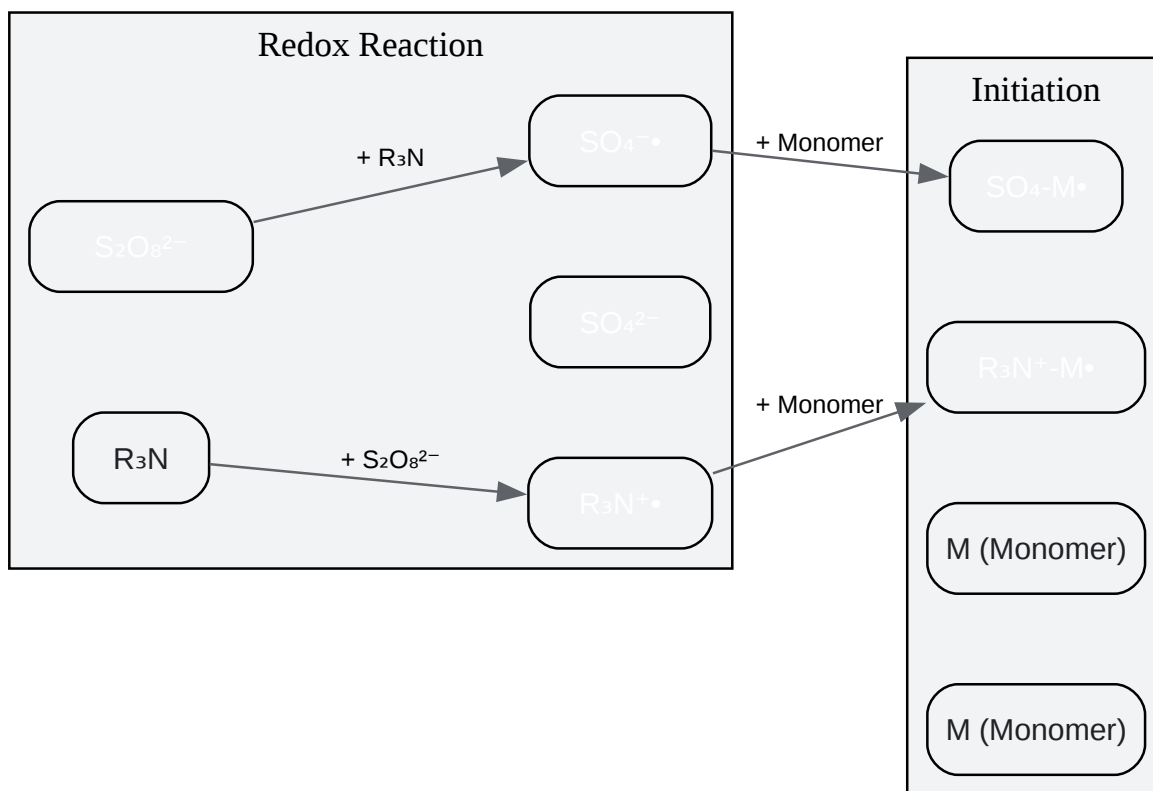 Redox Reaction
Initiation
SO₄⁻•
+ Monomer
+ R₃N
SO₄-M•
S₂O₈²⁻
SO₄²⁻
R₃N⁺-M•
+ Monomer
R₃N
+ S₂O₈²⁻
R₃N⁺•
M (Monomer)
M (Monomer)